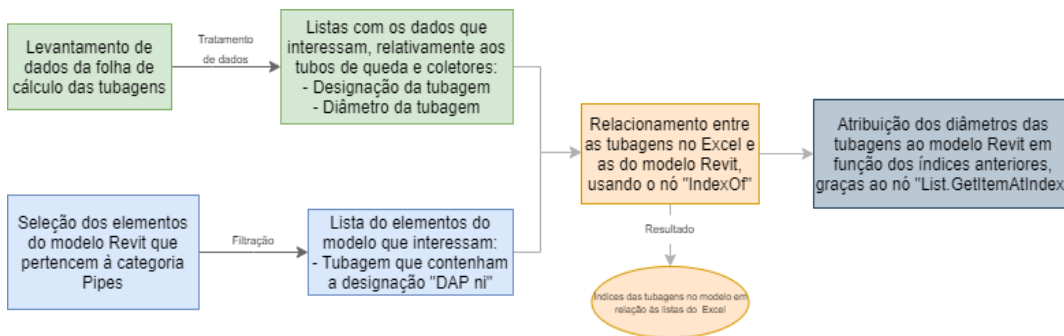 Levantamento de
dados da folha de
cálculo das tubagens
Tratamento
de dados
Listas com os dados que
interessam, relativamente aos
tubos de queda e coletores:
- Designação da tubagem
- Diâmetro da tubagem
Seleção dos elementos
do modelo Revit que
pertencem à categoria
Pipes
Filtração
Lista do elementos do
modelo que interessam:
- Tubagem que contenham
a designação "DAP ni"
Relacionamento entre
as tubagens no Excel e
as do modelo Revit,
usando o nó "IndexOf"
Resultado
Índices das tubagens no modelo em
relação às listas do Excel
Atribuição dos diâmetros das
tubagens ao modelo Revit em
função dos índices anteriores,
graças ao nó "List.GetItemAtIndex